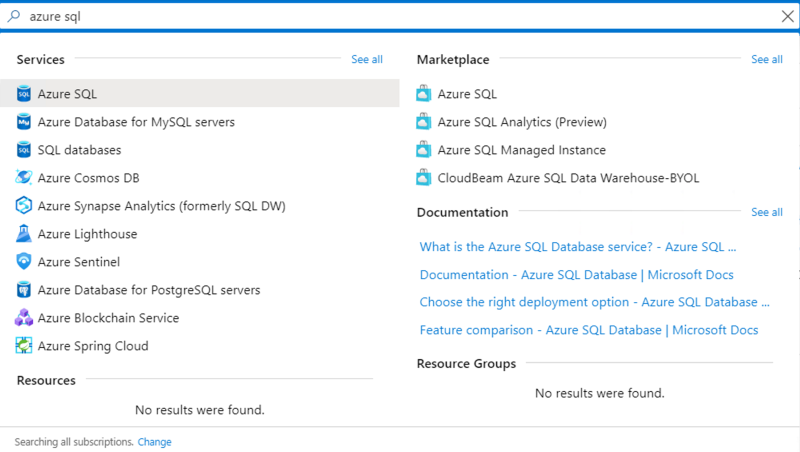 azure sql
Services
See all
Azure SQL
Azure Database for MySQL servers
SQL databases
Azure Cosmos DB
Azure Synapse Analytics (formerly SQL DW)
Azure Lighthouse
Azure Sentinel
Azure Database for PostgreSQL servers
Azure Blockchain Service
Azure Spring Cloud
Resources
No results were found.
Marketplace
See all
Azure SQL
Azure SQL Analytics (Preview)
Azure SQL Managed Instance
CloudBeam Azure SQL Data Warehouse-BYOL
Documentation
See all
What is the Azure SQL Database service? - Azure SQL ...
Documentation - Azure SQL Database | Microsoft Docs
Choose the right deployment option - Azure SQL Database ...
Feature comparison - Azure SQL Database | Microsoft Docs
Resource Groups
No results were found.
Searching all subscriptions. Change